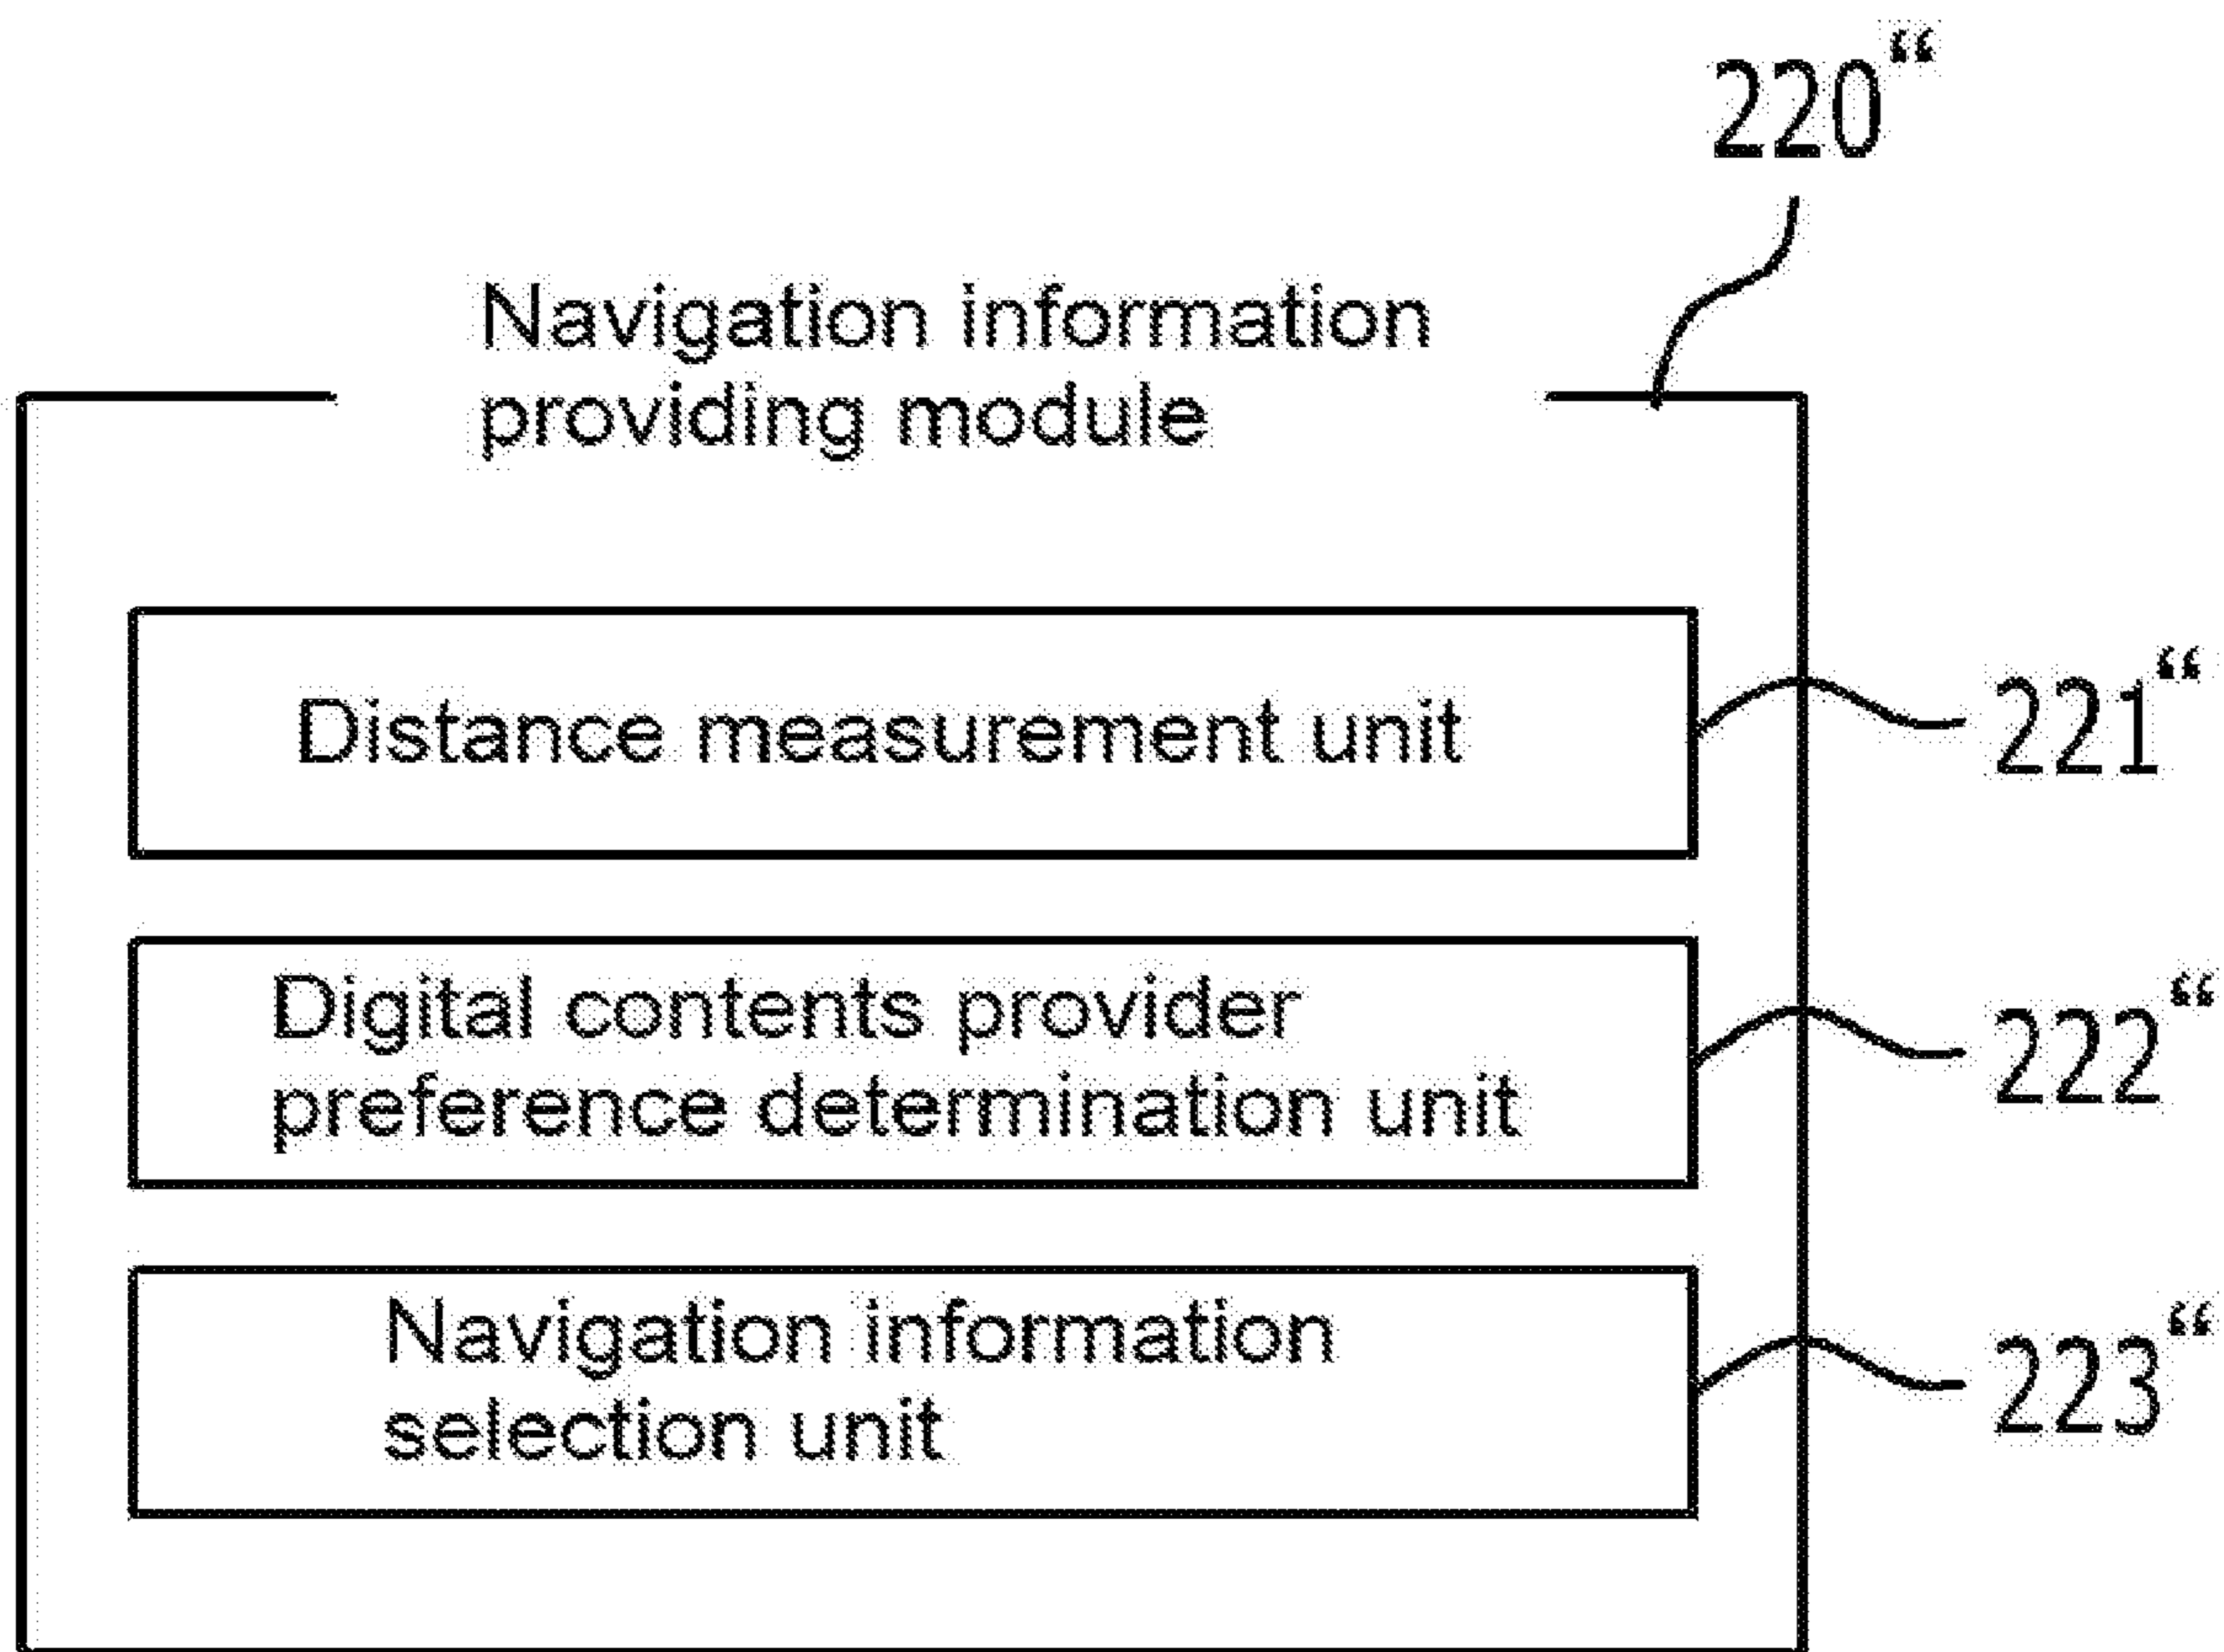 220“
Navigation information
providing module
Distance measurement unit
221“
Digital contents provider
preference determination unit
222“
Navigation information
selection unit
223“